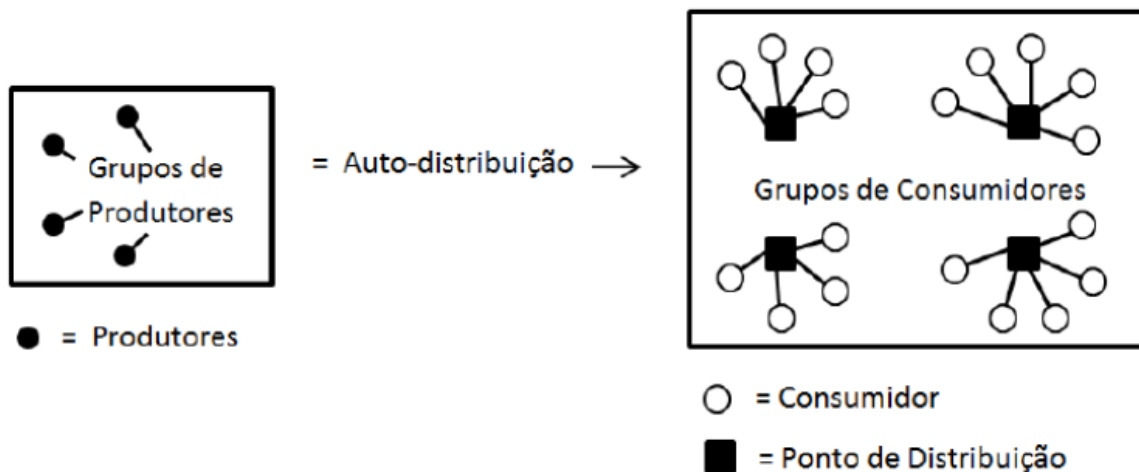 Grupos de
Produtores
= Auto-distribuição →
Grupos de Consumidores
= Produtores
= Consumidor
= Ponto de Distribuição